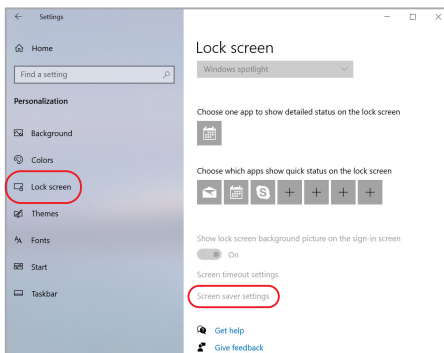 Settings
Home
Find a setting
Personalization
Background
Colors
Lock screen
Themes
Fonts
Start
Taskbar
Lock screen
Windows spotlight
Choose one app to show detailed status on the lock screen
Choose which apps show quick status on the lock screen
Show lock screen background picture on the sign-in screen
On
Screen timeout settings
Screen saver settings
Get help
Give feedback